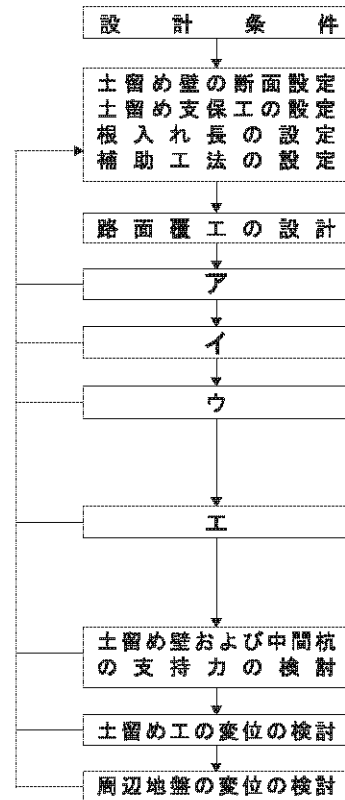 設計条件
土留め壁の断面設定
土留め支保工の設定
根入れ長の設定
補助工法の設定
路面覆工の設計
ア
イ
ウ
エ
土留め壁および中間杭
の支持力の検討
土留め工の変位の検討
周辺地盤の変位の検討